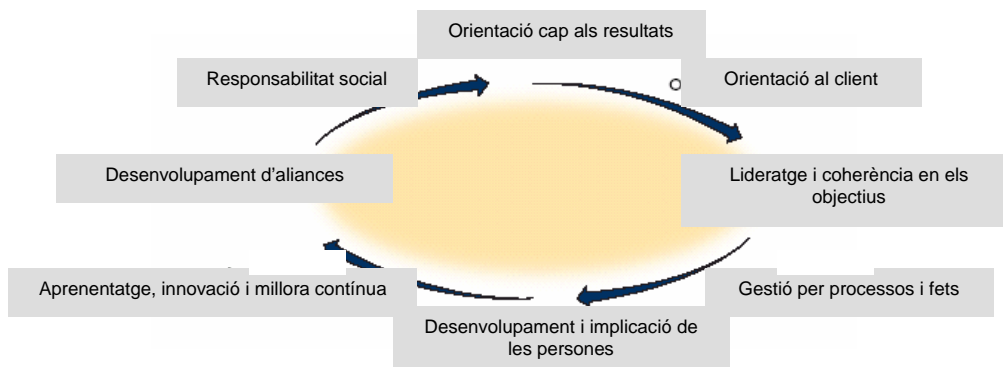 Orientació cap als resultats
Responsabilitat social
Orientació al client
Desenvolupament d'aliances
Lideratge i coherència en els
objectius
Aprenentatge, innovació i millora contínua
Gestió per processos i fets
Desenvolupament i implicació de
les persones